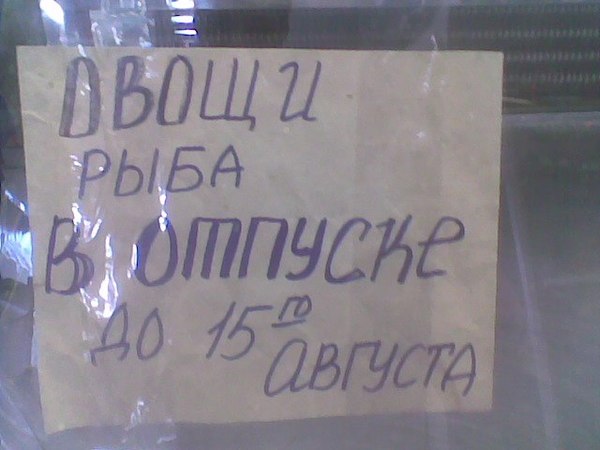 ОВОЩИ
РЫБА
В ОТПУСКЕ
ДО 15го
АВГУСТА